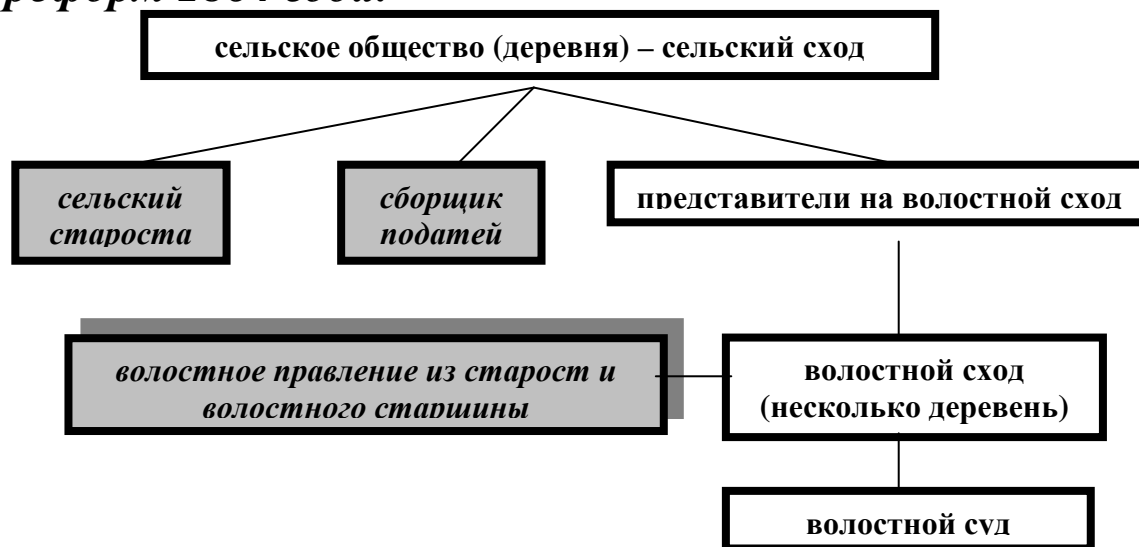 сельское общество (деревня) – сельский сход
сельский
староста
сборщик
податей
представители на волостной сход
волостное правление из старост и
волостного старшины
волостной сход
(несколько деревень)
волостной суд